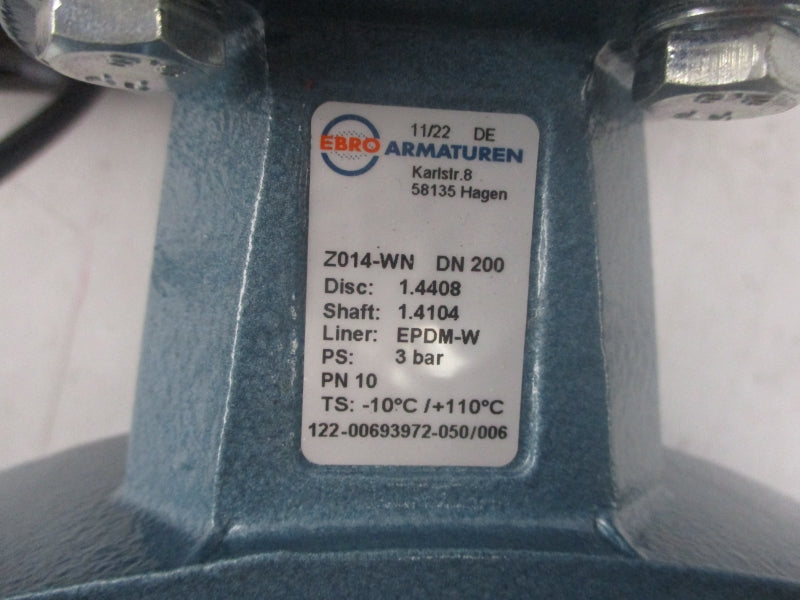 11/22 DE
EBRO ARMATUREN
Karlstr.8
58135 Hagen
Z014-WN DN 200
Disc: 1.4408
Shaft: 1.4104
Liner: EPDM-W
PS: 3 bar
PN 10
TS: -10°C /+110°C
122-00693972-050/006